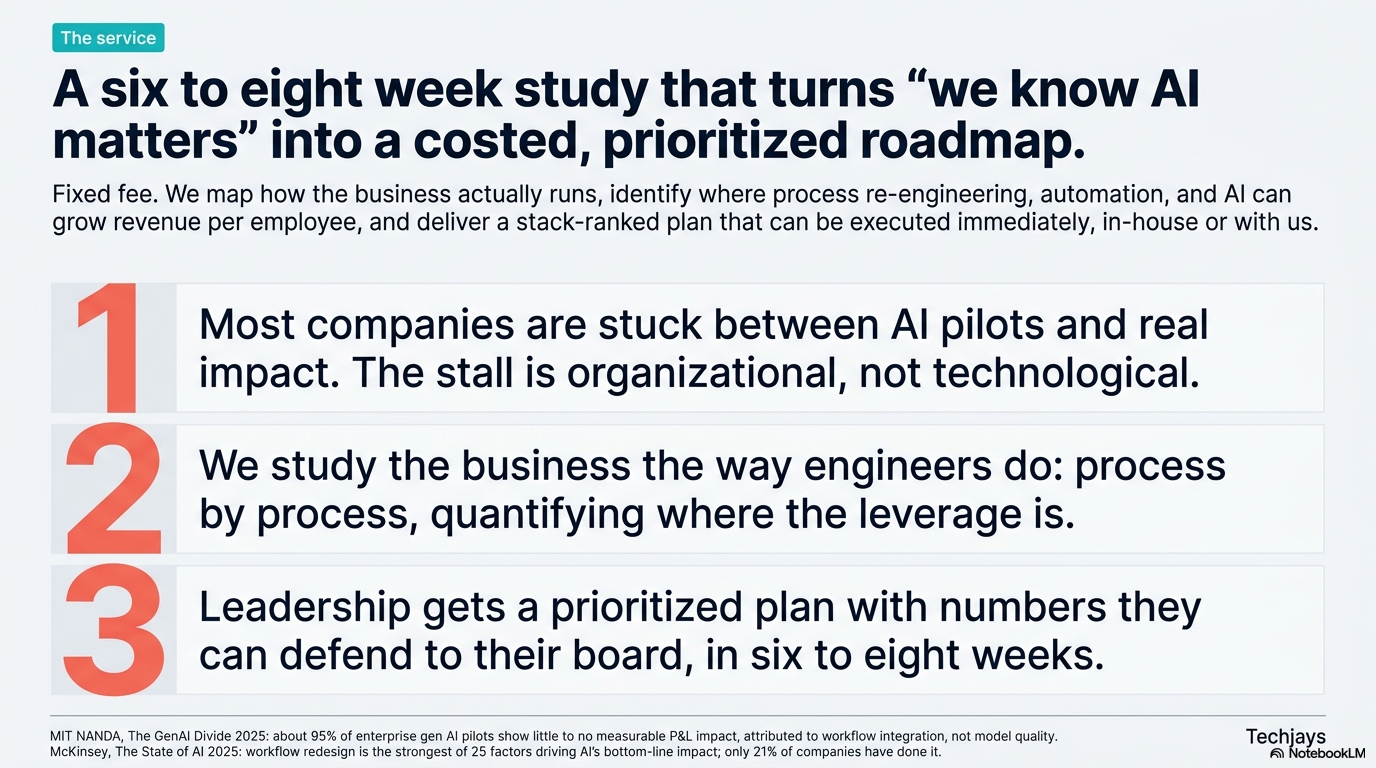 The service
A six to eight week study that turns “we know AI
matters” into a costed, prioritized roadmap.
Fixed fee. We map how the business actually runs, identify where process re-engineering, automation, and AI can
grow revenue per employee, and deliver a stack-ranked plan that can be executed immediately, in-house or with us.
1
Most companies are stuck between AI pilots and real
impact. The stall is organizational, not technological.
2
We study the business the way engineers do: process
by process, quantifying where the leverage is.
3
Leadership gets a prioritized plan with numbers they
can defend to their board, in six to eight weeks.
MIT NANDA, The GenAI Divide 2025: about 95% of enterprise gen AI pilots show little to no measurable P&L impact, attributed to workflow integration, not model quality.
McKinsey, The State of AI 2025: workflow redesign is the strongest of 25 factors driving AI’s bottom-line impact; only 21% of companies have done it.
Techjays
NotebookLM